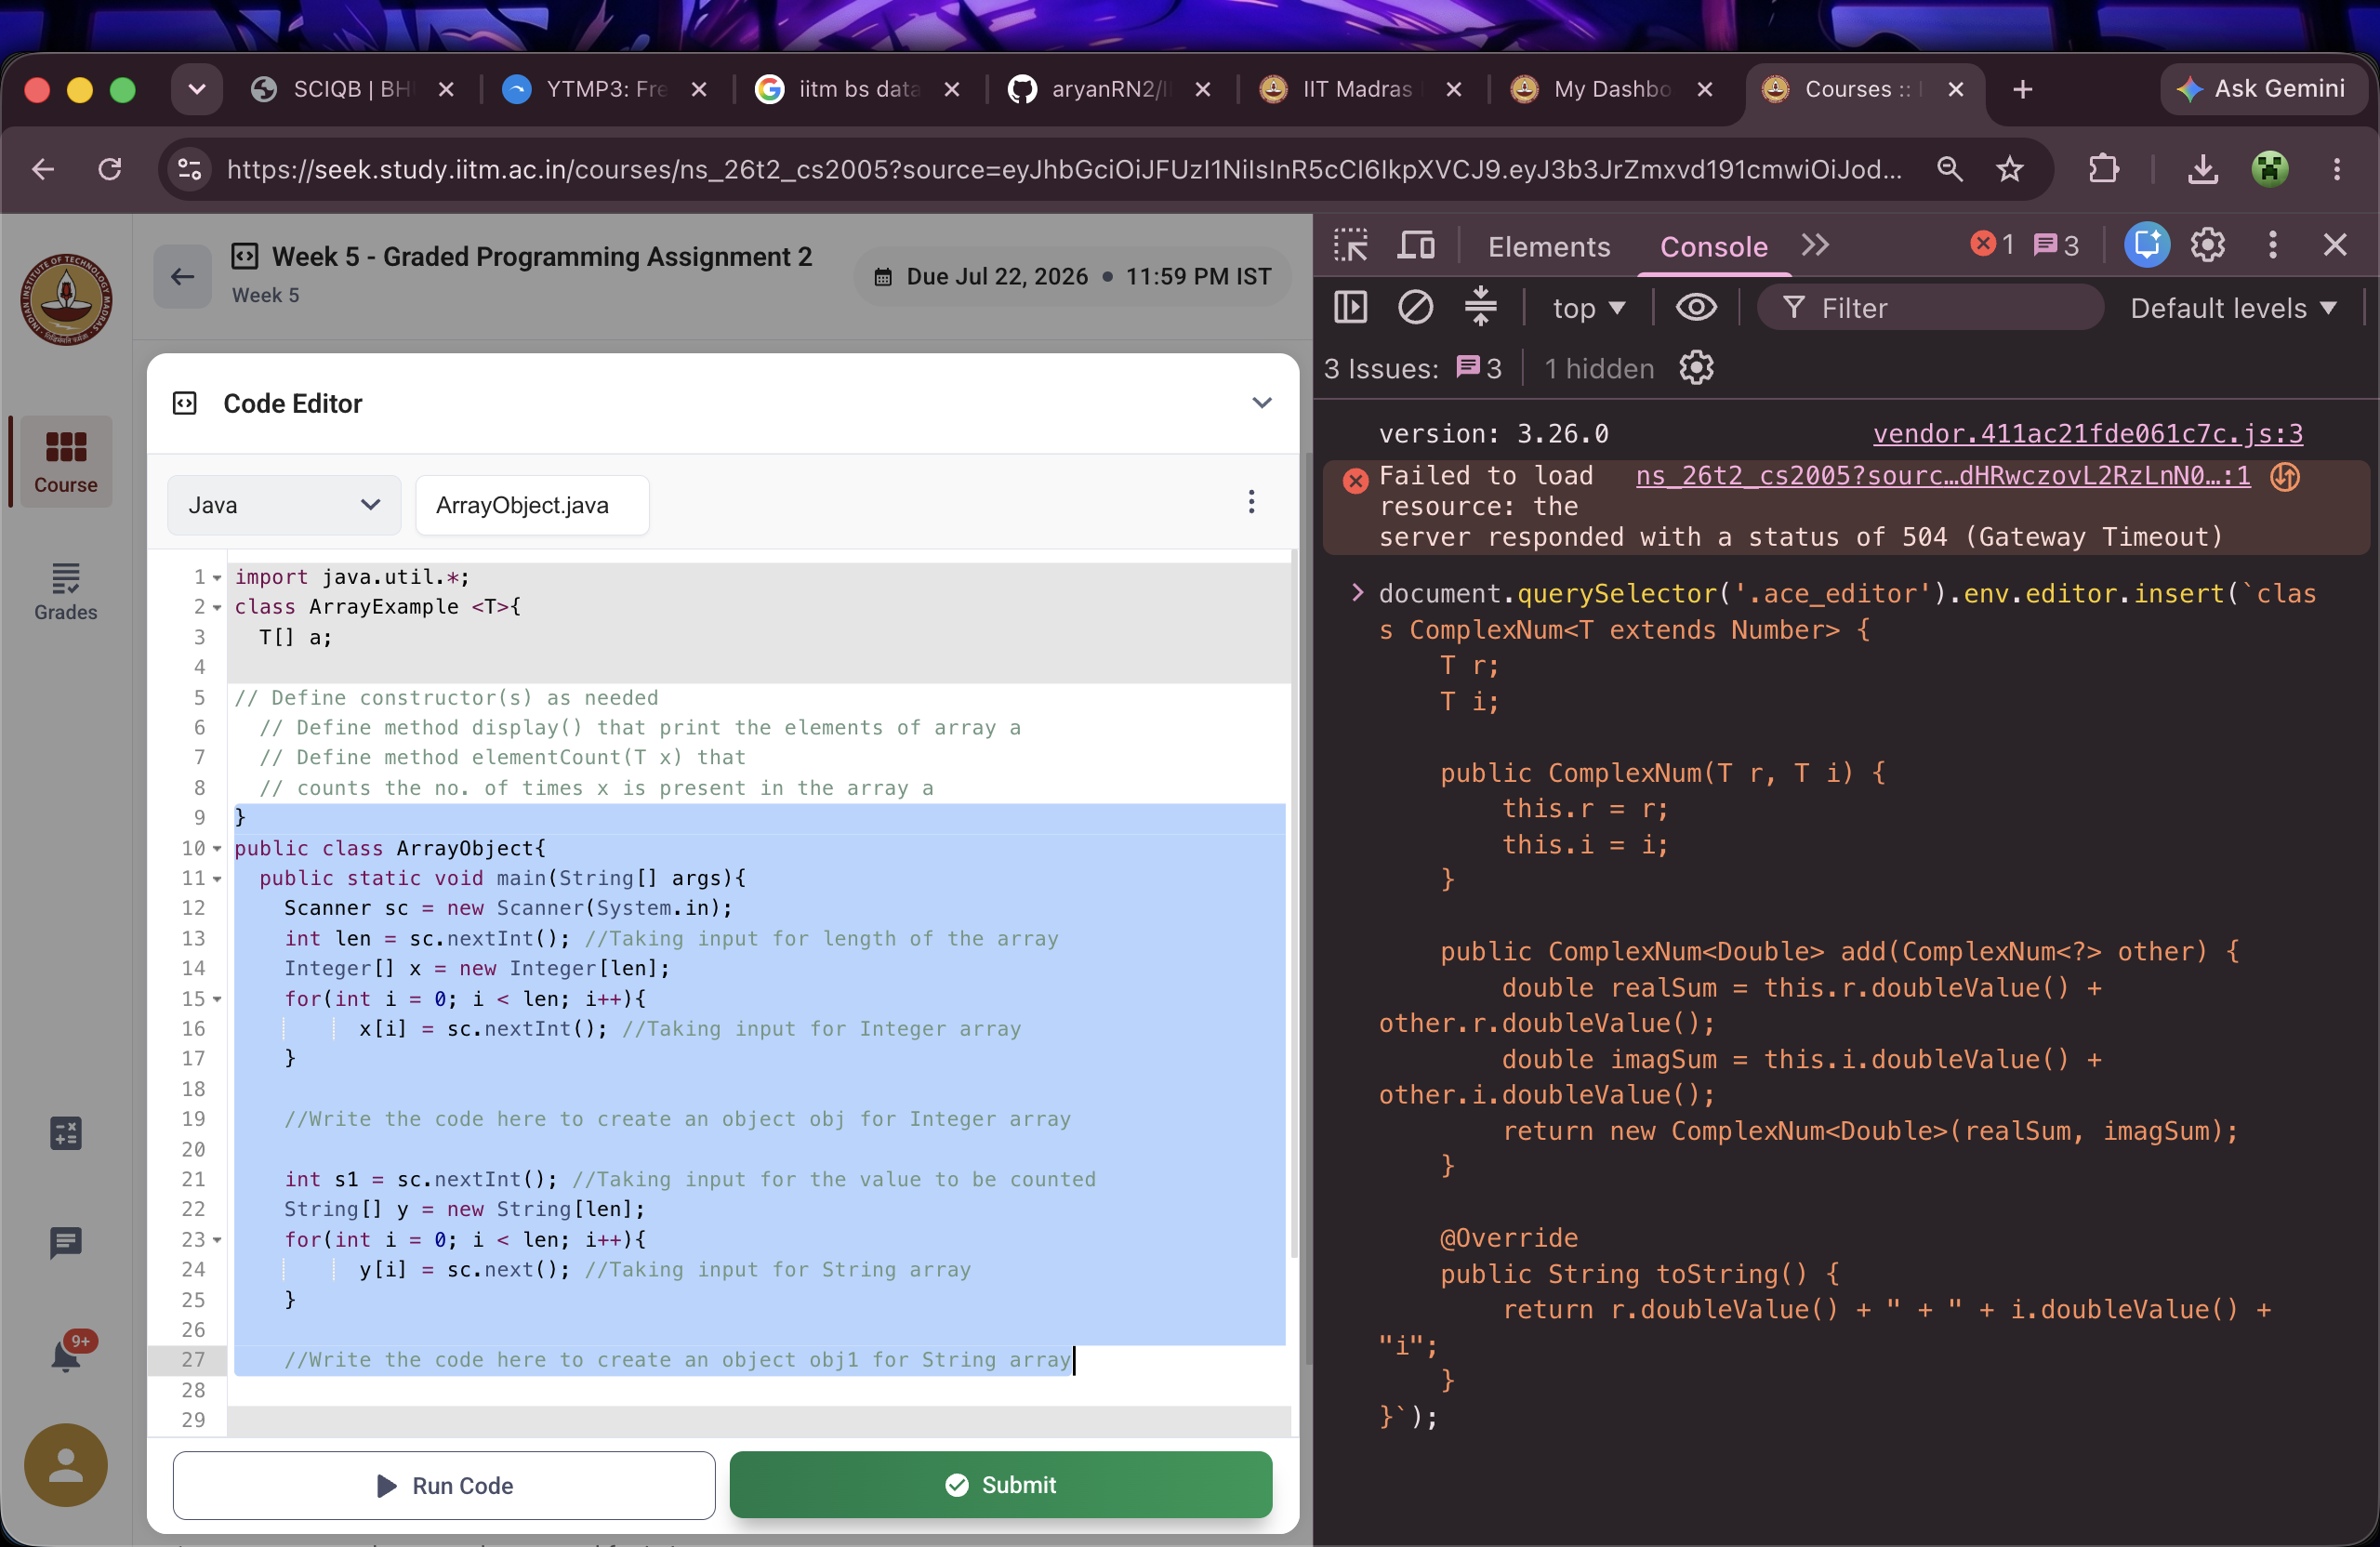 SCIQB | BH
YTMP3: Fre
iitm bs data
aryanRN2/I
IIT Madras
My Dashbo
Courses ::
Ask Gemini
https://seek.study.iitm.ac.in/courses/ns_26t2_cs2005?source=eyJhbGciOiJFUzI1NiIsInR5cCI6IkpXVCJ9.eyJ3b3JrZmxvd191cmwiOiJod...
Week 5 - Graded Programming Assignment 2
Week 5
Due Jul 22, 2026 • 11:59 PM IST
Course
Grades
9+
Code Editor
Java
ArrayObject.java
1 import java.util.*;
2 class ArrayExample <T>{
3   T[] a;
4
5 // Define constructor(s) as needed
6   // Define method display() that print the elements of array a
7   // Define method elementCount(T x) that
8   // counts the no. of times x is present in the array a
9 }
10 public class ArrayObject{
11   public static void main(String[] args){
12     Scanner sc = new Scanner(System.in);
13     int len = sc.nextInt(); //Taking input for length of the array
14     Integer[] x = new Integer[len];
15     for(int i = 0; i < len; i++){
16           x[i] = sc.nextInt(); //Taking input for Integer array
17     }
18
19     //Write the code here to create an object obj for Integer array
20
21     int s1 = sc.nextInt(); //Taking input for the value to be counted
22     String[] y = new String[len];
23     for(int i = 0; i < len; i++){
24           y[i] = sc.next(); //Taking input for String array
25     }
26
27     //Write the code here to create an object obj1 for String array
28
29
Run Code
Submit
Elements
Console
1
3
top
Filter
Default levels
3 Issues: 3
1 hidden
version: 3.26.0 vendor.411ac21fde061c7c.js:3
Failed to load ns_26t2_cs2005?sourc…dHRwczovL2RzLnN0…:1
resource: the
server responded with a status of 504 (Gateway Timeout)
document.querySelector('.ace_editor').env.editor.insert(`clas
s ComplexNum<T extends Number> {
    T r;
    T i;

    public ComplexNum(T r, T i) {
        this.r = r;
        this.i = i;
    }

    public ComplexNum<Double> add(ComplexNum<?> other) {
        double realSum = this.r.doubleValue() +
other.r.doubleValue();
        double imagSum = this.i.doubleValue() +
other.i.doubleValue();
        return new ComplexNum<Double>(realSum, imagSum);
    }

    @Override
    public String toString() {
        return r.doubleValue() + " + " + i.doubleValue() +
"i";
    }
}`);